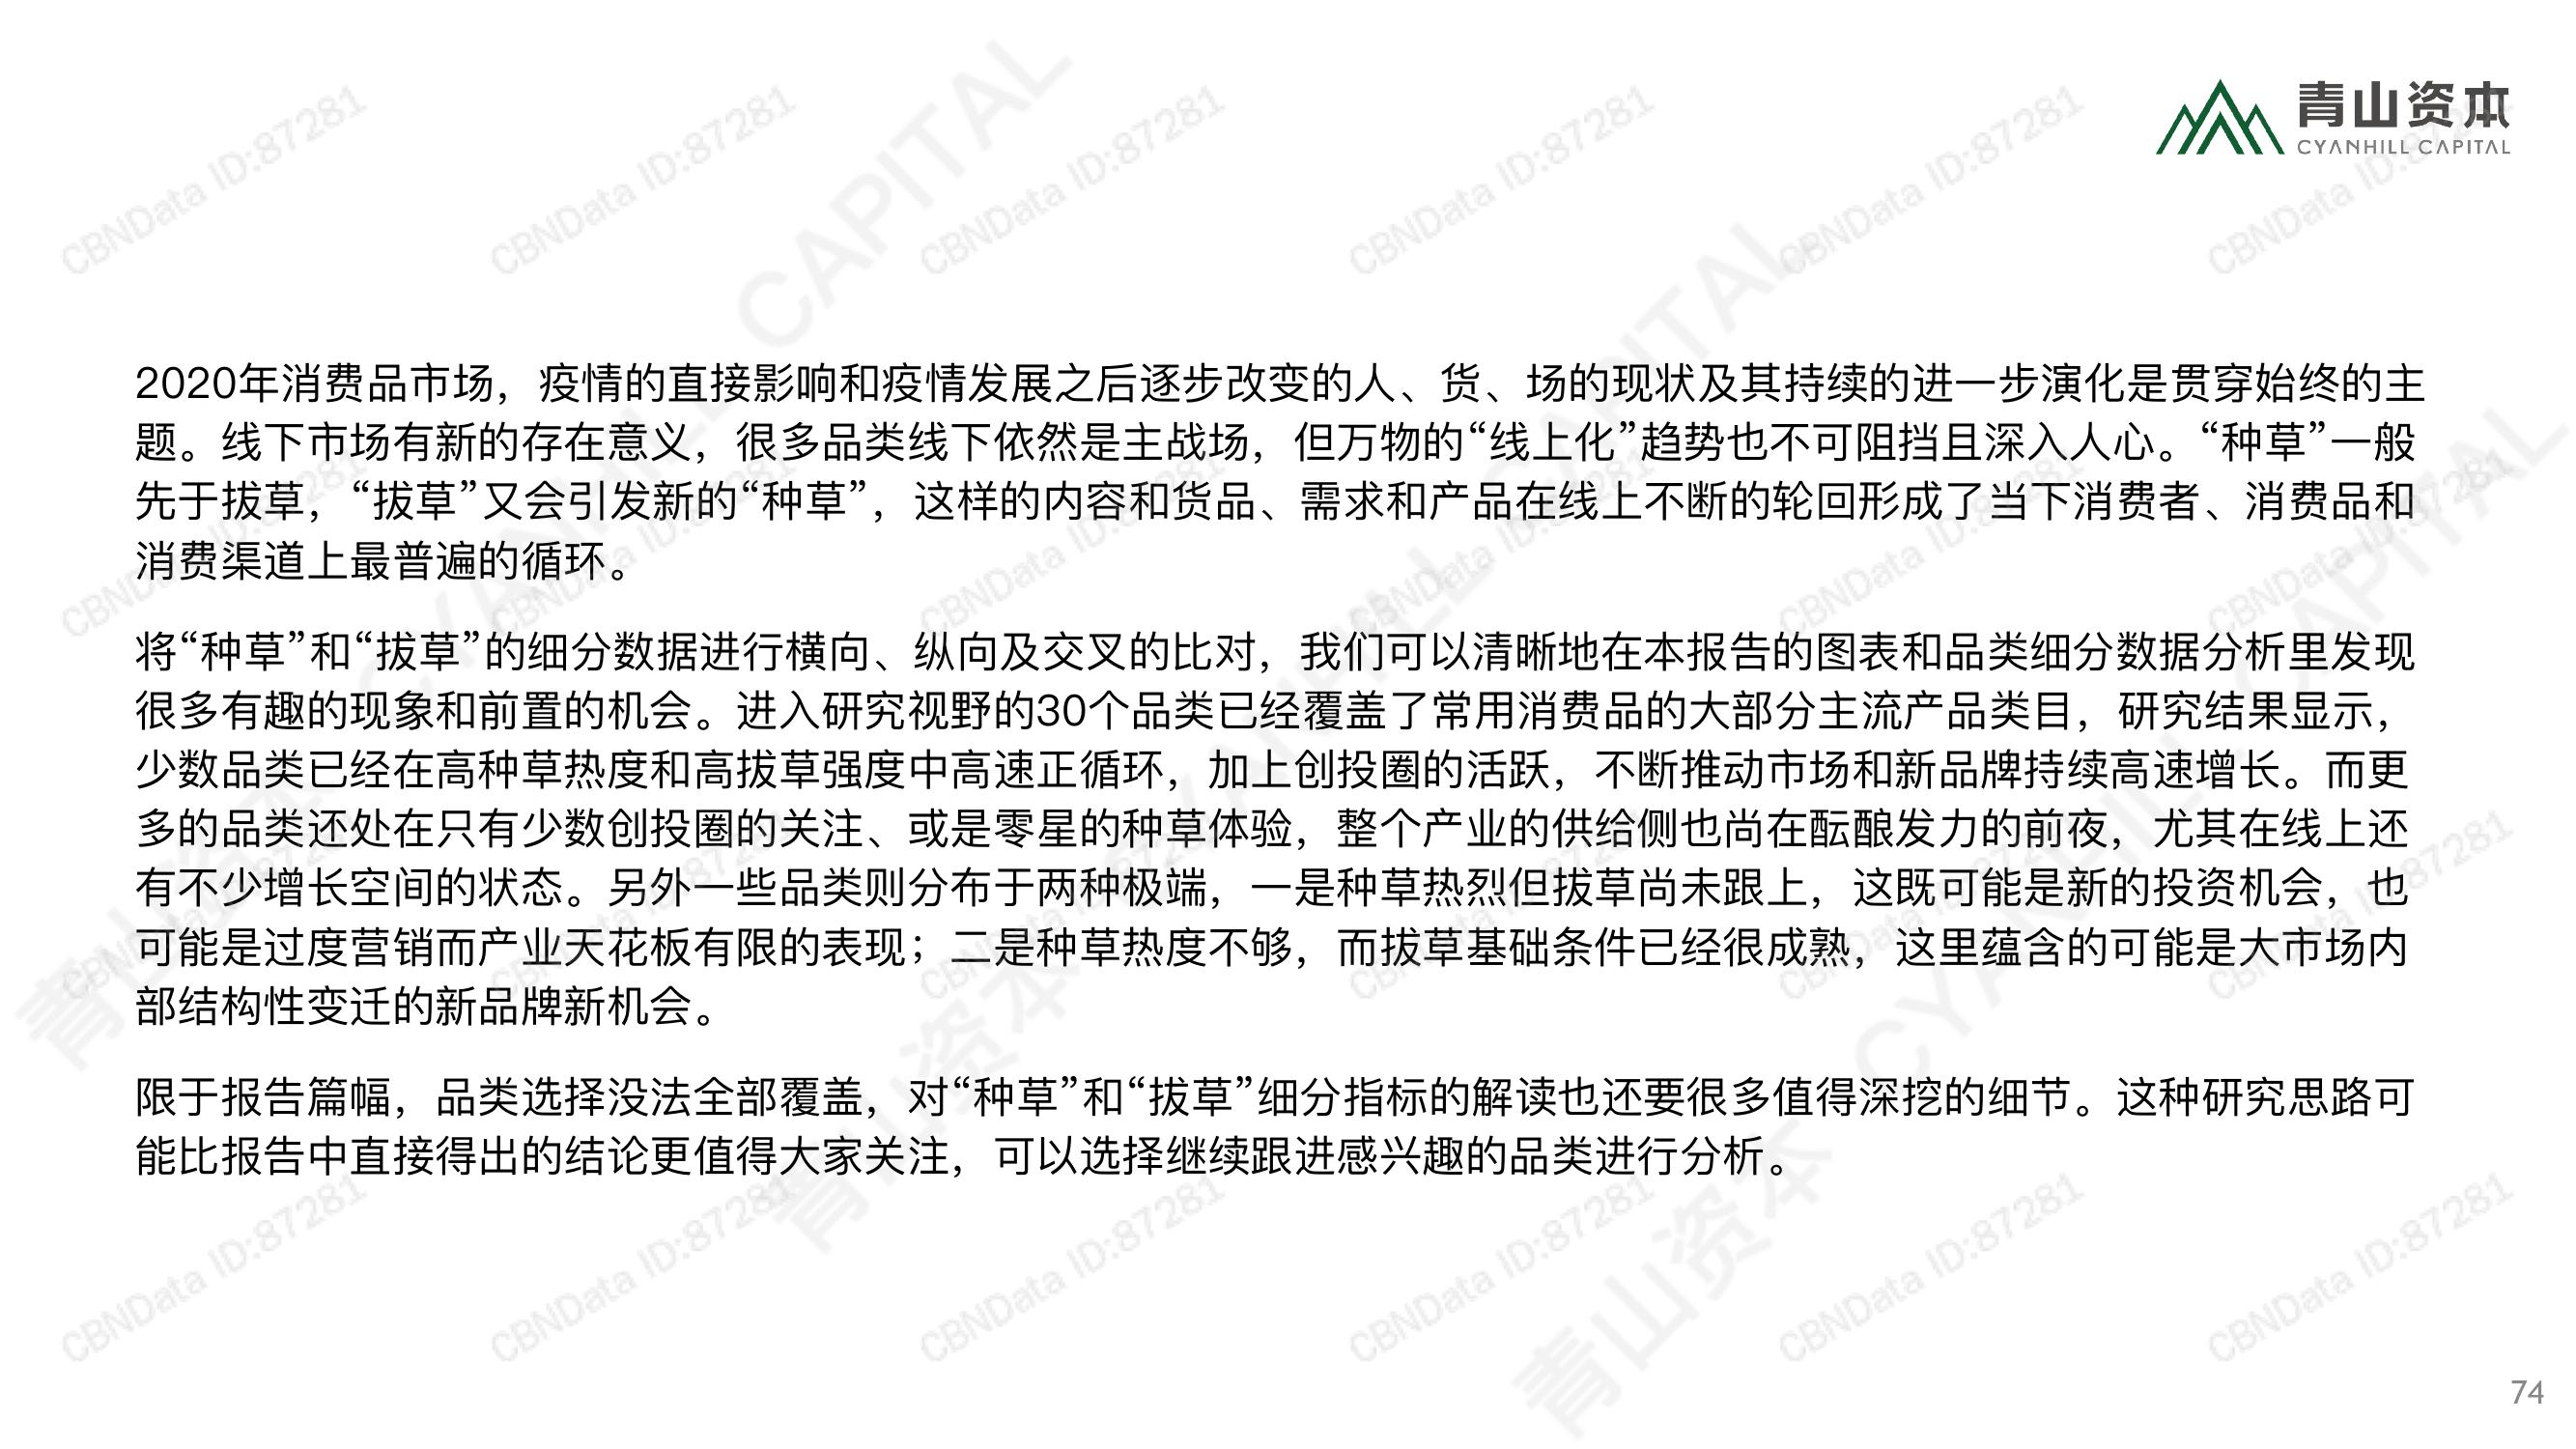 青山资本
CYANHILL CAPITAL
2020年消费品市场，疫情的直接影响和疫情发展之后逐步改变的人、货、场的现状及其持续的进一步演化是贯穿始终的主
题。线下市场有新的存在意义，很多品类线下依然是主战场，但万物的“线上化”趋势也不可阻挡且深入人心。“种草”一般
先于拔草，“拔草”又会引发新的“种草”，这样的内容和货品、需求和产品在线上不断的轮回形成了当下消费者、消费品和
消费渠道上最普遍的循环。
将“种草”和“拔草”的细分数据进行横向、纵向及交叉的比对，我们可以清晰地在本报告的图表和品类细分数据分析里发现
很多有趣的现象和前置的机会。进入研究视野的30个品类已经覆盖了常用消费品的大部分主流产品类目，研究结果显示，
少数品类已经在高种草热度和高拔草强度中高速正循环，加上创投圈的活跃，不断推动市场和新品牌持续高速增长。而更
多的品类还处在只有少数创投圈的关注、或是零星的种草体验，整个产业的供给侧也尚在酝酿发力的前夜，尤其在线上还
有不少增长空间的状态。另外一些品类则分布于两种极端，一是种草热烈但拔草尚未跟上，这既可能是新的投资机会，也
可能是过度营销而产业天花板有限的表现；二是种草热度不够，而拔草基础条件已经很成熟，这里蕴含的可能是大市场内
部结构性变迁的新品牌新机会。
限于报告篇幅，品类选择没法全部覆盖，对“种草”和“拔草”细分指标的解读也还要很多值得深挖的细节。这种研究思路可
能比报告中直接得出的结论更值得大家关注，可以选择继续跟进感兴趣的品类进行分析。
CBNData ID:87281
青山资本 CYANHILL CAPITAL
74